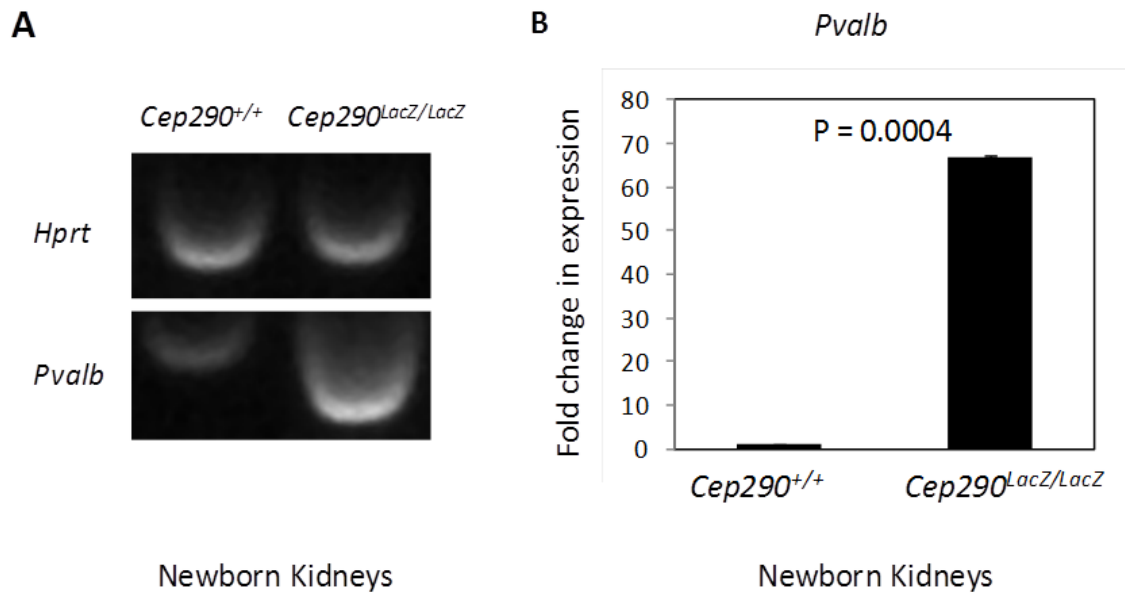 A
Cep290+/+ Cep290LacZ/LacZ
Hprt
Pvalb
Newborn Kidneys
B
Pvalb
Fold change in expression
80
70
60
50
40
30
20
10
0
P = 0.0004
Cep290+/+ Cep290LacZ/LacZ
Newborn Kidneys